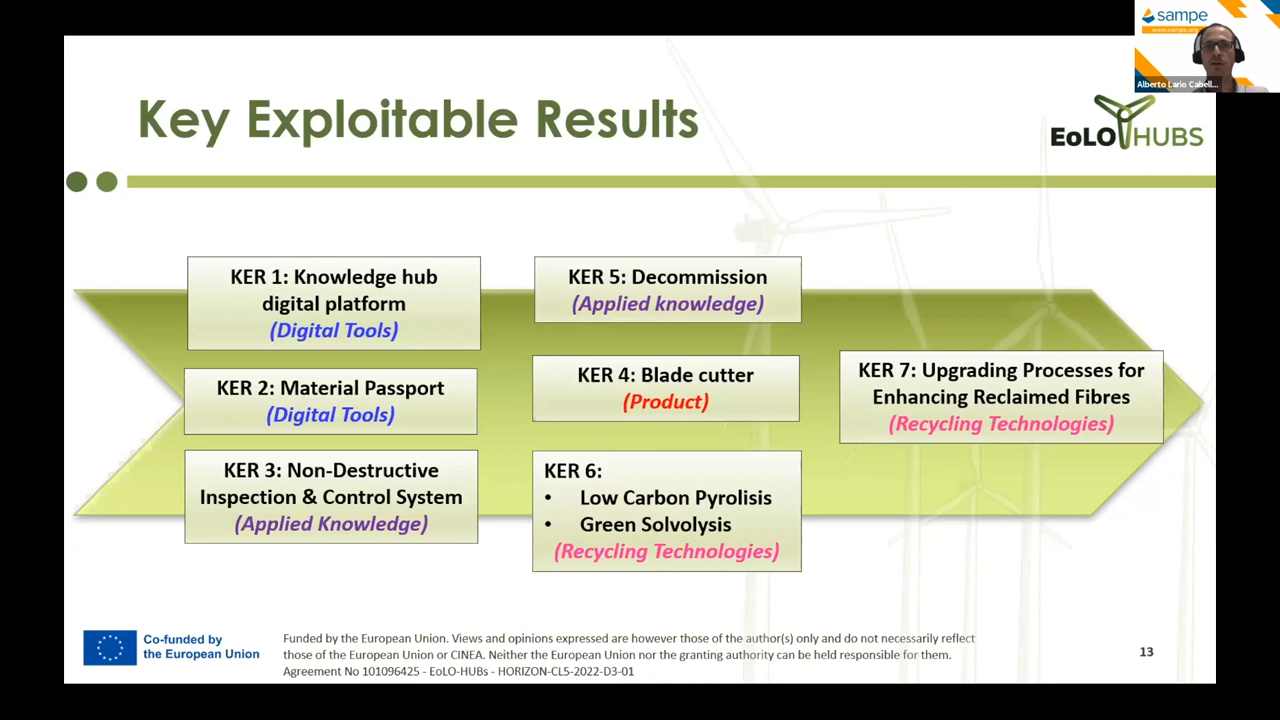 sampe
www.sampe.org
Alberto Lario Cabell...
Key Exploitable Results
EoLO HUBS
KER 1: Knowledge hub
digital platform
(Digital Tools)
KER 2: Material Passport
(Digital Tools)
KER 3: Non-Destructive
Inspection & Control System
(Applied Knowledge)
KER 5: Decommission
(Applied knowledge)
KER 4: Blade cutter
(Product)
KER 6:
• Low Carbon Pyrolisis
• Green Solvolysis
(Recycling Technologies)
KER 7: Upgrading Processes for
Enhancing Reclaimed Fibres
(Recycling Technologies)
Co-funded by
the European Union
Funded by the European Union. Views and opinions expressed are however those of the author(s) only and do not necessarily reflect
those of the European Union or CINEA. Neither the European Union nor the granting authority can be held responsible for them.
Agreement No 101096425 - EoLO-HUBs - HORIZON-CL5-2022-D3-01
13